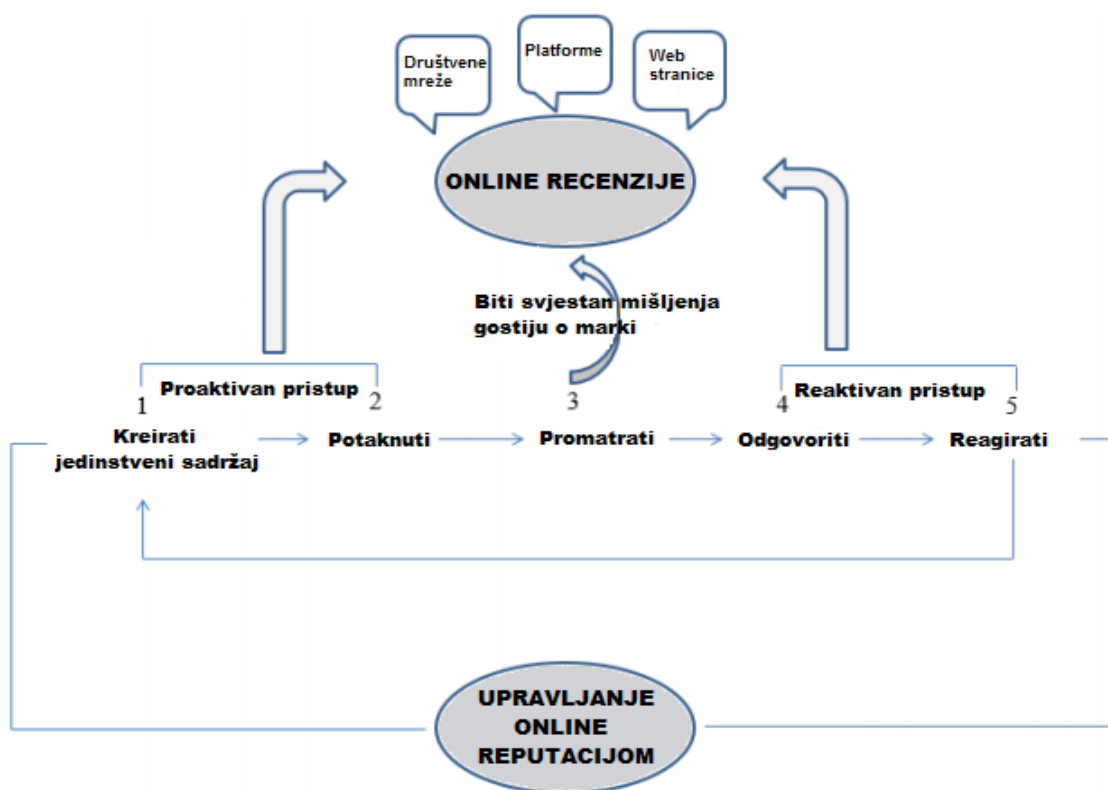 Društvene
mreže
Platforme
Web
stranice
ONLINE RECENZIJE
Biti svjestan mišljenja
gostiju o marki
Proaktivan pristup
1
2
3
Reaktivan pristup
4
5
Kreirati
jedinstveni sadržaj
Potaknuti
Promatrati
Odgovoriti
Reagirati
UPRAVLJANJE
ONLINE
REPUTACIJOM